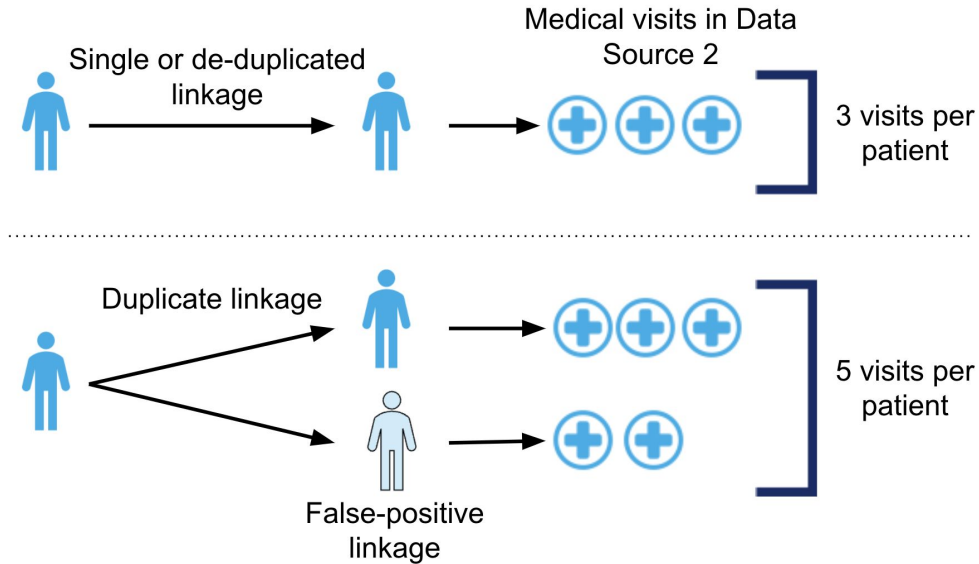 Medical visits in Data
Source 2
Single or de-duplicated
linkage
3 visits per
patient
Duplicate linkage
5 visits per
patient
False-positive
linkage